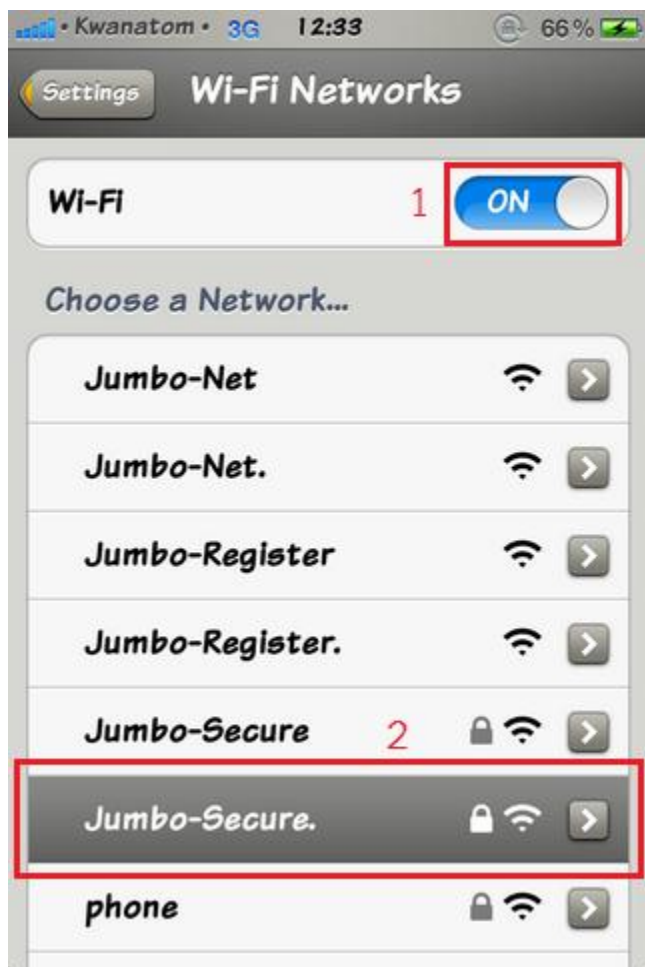 • Kwanatom • 3G 12:33 66%
Settings Wi-Fi Networks
Wi-Fi 1 ON
Choose a Network...
Jumbo-Net
Jumbo-Net.
Jumbo-Register
Jumbo-Register.
Jumbo-Secure 2
Jumbo-Secure.
phone